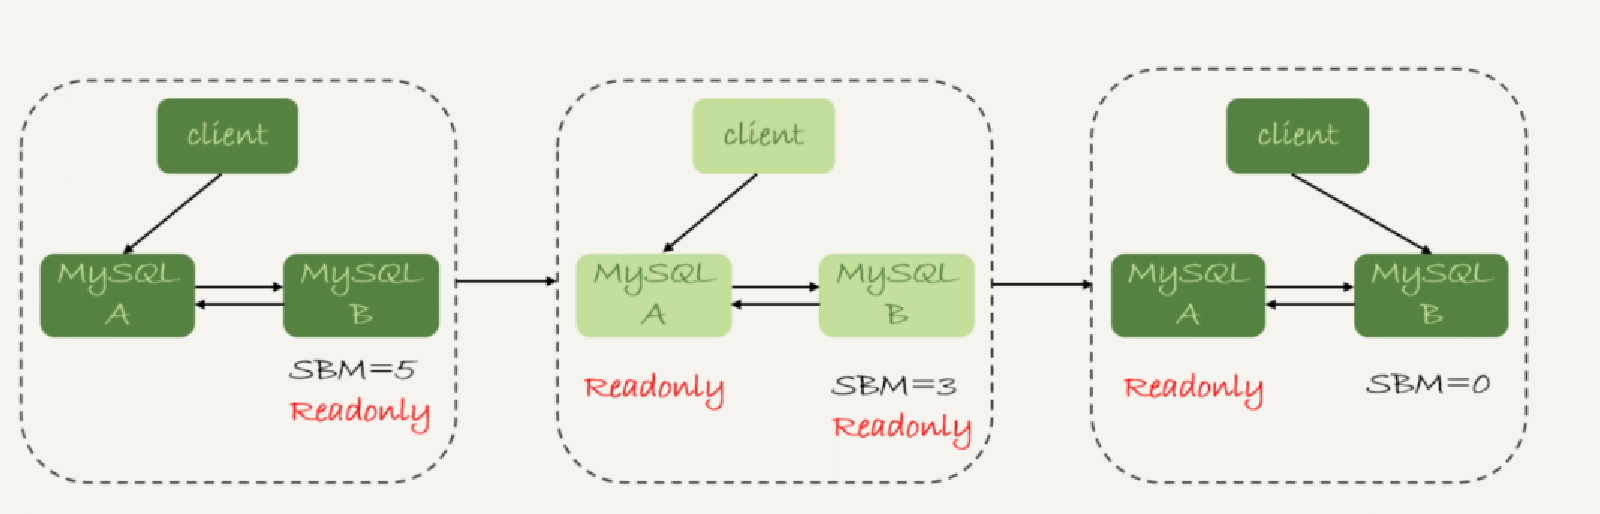 client
MySQL
A
MySQL
B
SBM=5
Readonly
client
MySQL
A
MySQL
B
Readonly
SBM=3
Readonly
client
MySQL
A
MySQL
B
Readonly
SBM=0